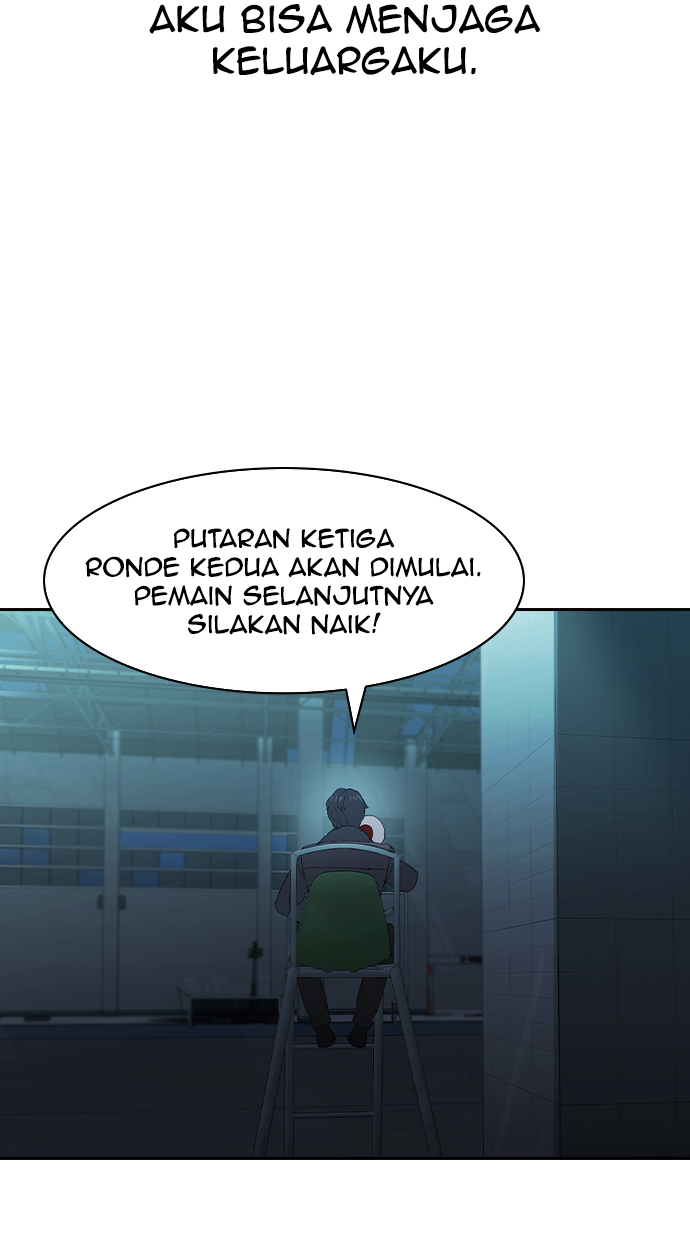 AKU BISA MENJAGA
KELUARGAKU.
PUTARAN KETIGA
RONDE KEDUA AKAN DIMULAI.
PEMAIN SELANJUTNYA
SILAKAN NAIK!